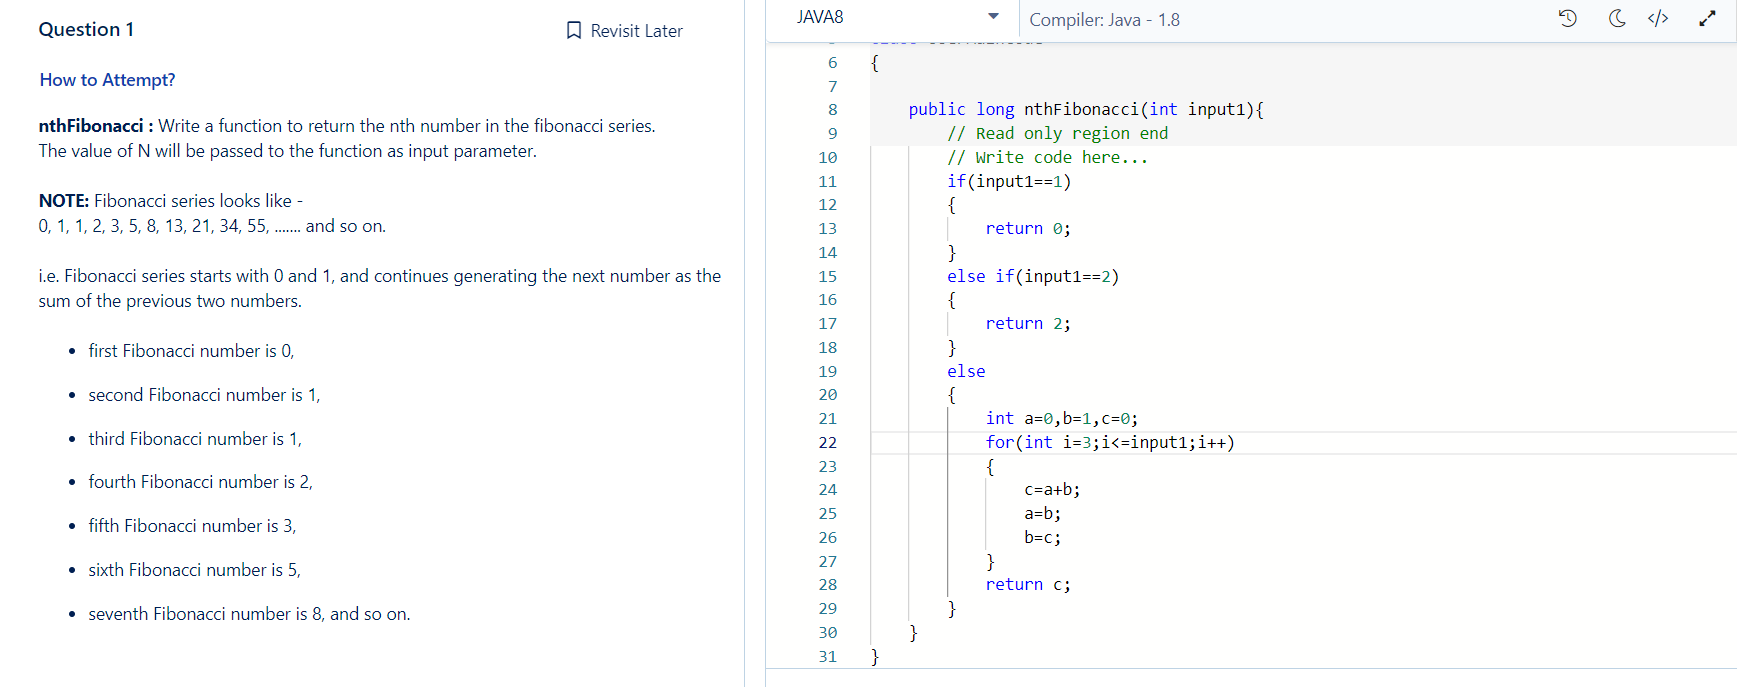 Question 1
Revisit Later
How to Attempt?
nthFibonacci : Write a function to return the nth number in the fibonacci series.
The value of N will be passed to the function as input parameter.
NOTE: Fibonacci series looks like -
0, 1, 1, 2, 3, 5, 8, 13, 21, 34, 55, ....... and so on.
i.e. Fibonacci series starts with 0 and 1, and continues generating the next number as the
sum of the previous two numbers.
• first Fibonacci number is 0,
• second Fibonacci number is 1,
• third Fibonacci number is 1,
• fourth Fibonacci number is 2,
• fifth Fibonacci number is 3,
• sixth Fibonacci number is 5,
• seventh Fibonacci number is 8, and so on.
JAVA8
Compiler: Java - 1.8
6 {
7
8 public long nthFibonacci(int input1){
9 // Read only region end
10 // Write code here...
11 if(input1==1)
12 {
13 return 0;
14 }
15 else if(input1==2)
16 {
17 return 2;
18 }
19 else
20 {
21 int a=0,b=1,c=0;
22 for(int i=3;i<=input1;i++)
23 {
24 c=a+b;
25 a=b;
26 b=c;
27 }
28 return c;
29 }
30 }
31 }